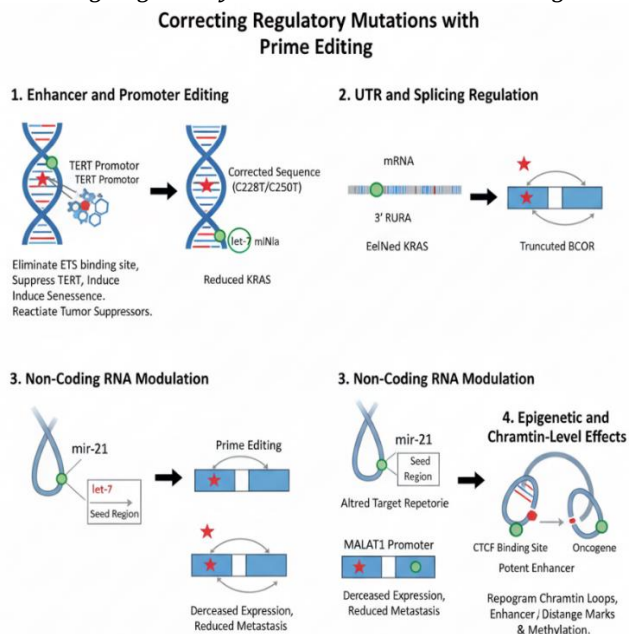 Correcting Regulatory Mutations with
Prime Editing
1. Enhancer and Promoter Editing
TERT Promotor
TERT Promotor
Corrected Sequence
(C228T/C250T)
let-7 miNla
Eliminate ETS binding site,
Suppress TERT, Induce
Induce Senessence.
Reactiate Tumor Suppressors.
Reduced KRAS
2. UTR and Splicing Regulation
mRNA
3' RURA
EelNed KRAS
Truncuted BCOR
3. Non-Coding RNA Modulation
mir-21
let-7
Seed Region
Prime Editing
Derceased Expression,
Reduced Metastasis
3. Non-Coding RNA Modulation
mir-21
Seed
Region
Altred Target Repetorie
MALAT1 Promoter
Derceased Expression,
Reduced Metastasis
4. Epigenetic and
Chramtin-Level Effects
CTCF Binding Site
Oncogene
Potent Enhancer
Repogram Chramtin Loops,
Enhancer / Distange Marks
& Methylation.